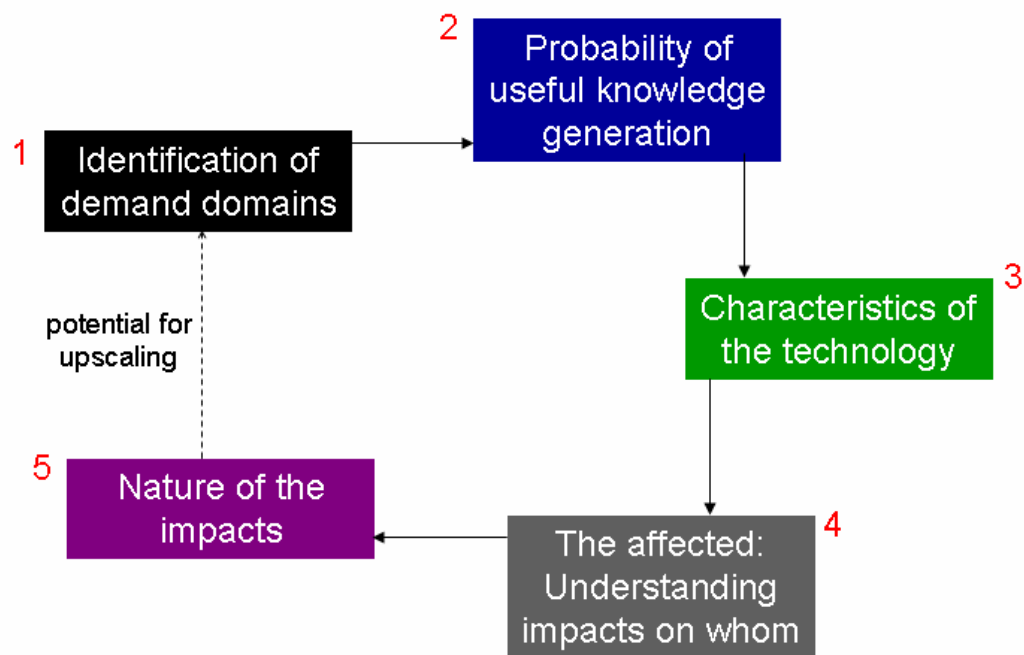 1
Identification of
demand domains
2
Probability of
useful knowledge
generation
3
Characteristics of
the technology
4
The affected:
Understanding
impacts on whom
5
Nature of the
impacts
potential for
upscaling